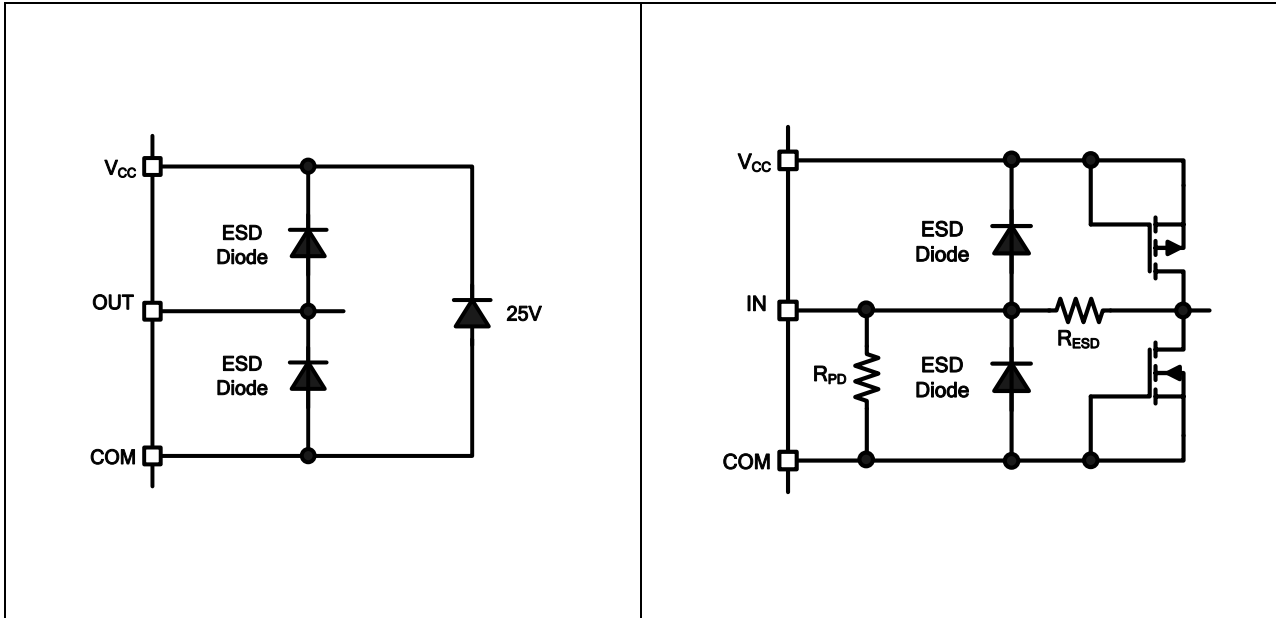 VCC
ESD
Diode
OUT
25V
ESD
Diode
COM
VCC
ESD
Diode
IN
RESD
RPD
ESD
Diode
COM